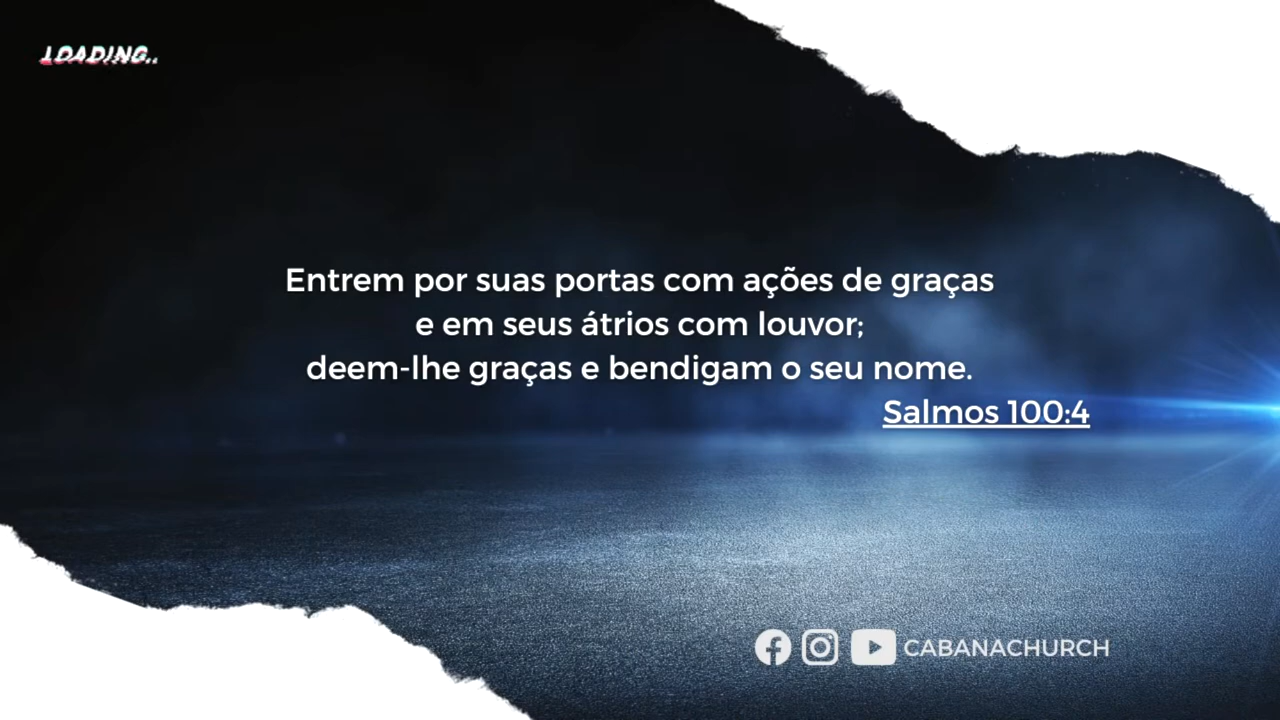 LOADING..
Entrem por suas portas com ações de graças
e em seus átrios com louvor;
deem-lhe graças e bendigam o seu nome.
Salmos 100:4
CABANACHURCH